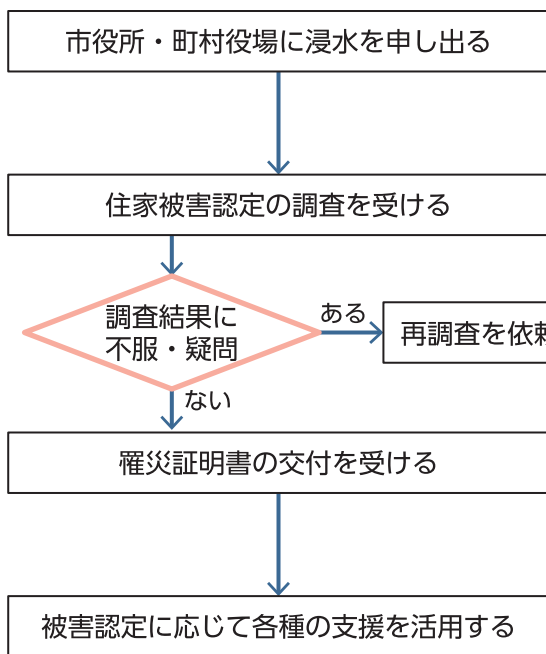 市役所・町村役場に浸水を申し出る
住家被害認定の調査を受ける
調査結果に
不服・疑問
ある
再調査を依頼
ない
罹災証明書の交付を受ける
被害認定に応じて各種の支援を活用する